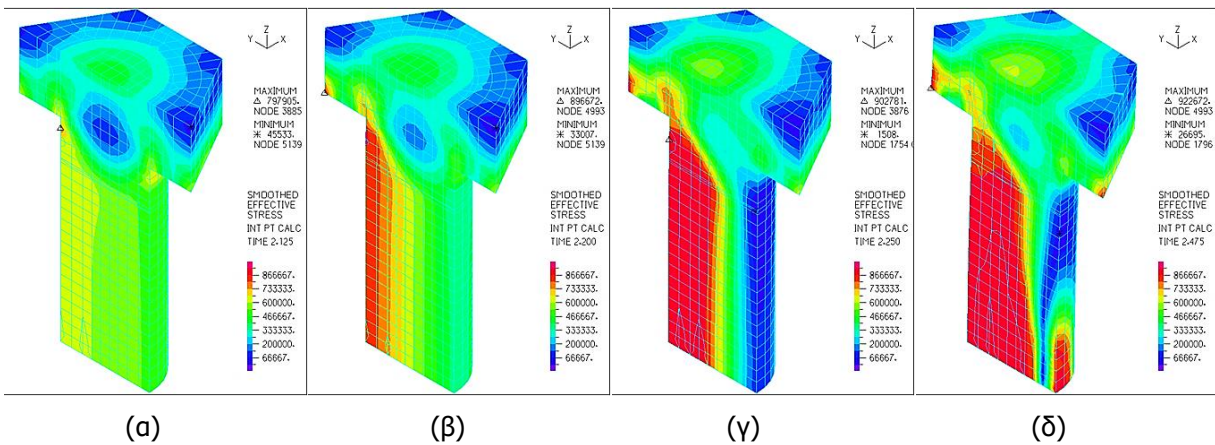 Z
Y X
MAXIMUM
Δ 797905.
NODE 3885
MINIMUM
* 45533.
NODE 5139
SMOOTHED
EFFECTIVE
STRESS
INT PT CALC
TIME 2.125
866667.
733333.
600000.
466667.
333333.
200000.
66667.
(α)
Z
Y X
MAXIMUM
Δ 896672.
NODE 4993
MINIMUM
* 33007.
NODE 5139
SMOOTHED
EFFECTIVE
STRESS
INT PT CALC
TIME 2.200
866667.
733333.
600000.
466667.
333333.
200000.
66667.
(β)
Z
Y X
MAXIMUM
Δ 902781.
NODE 3876
MINIMUM
* 1508.
NODE 1754
SMOOTHED
EFFECTIVE
STRESS
INT PT CALC
TIME 2.250
866667.
733333.
600000.
466667.
333333.
200000.
66667.
(γ)
Z
Y X
MAXIMUM
Δ 922672.
NODE 4993
MINIMUM
* 26695.
NODE 1796
SMOOTHED
EFFECTIVE
STRESS
INT PT CALC
TIME 2.475
866667.
733333.
600000.
466667.
333333.
200000.
66667.
(δ)